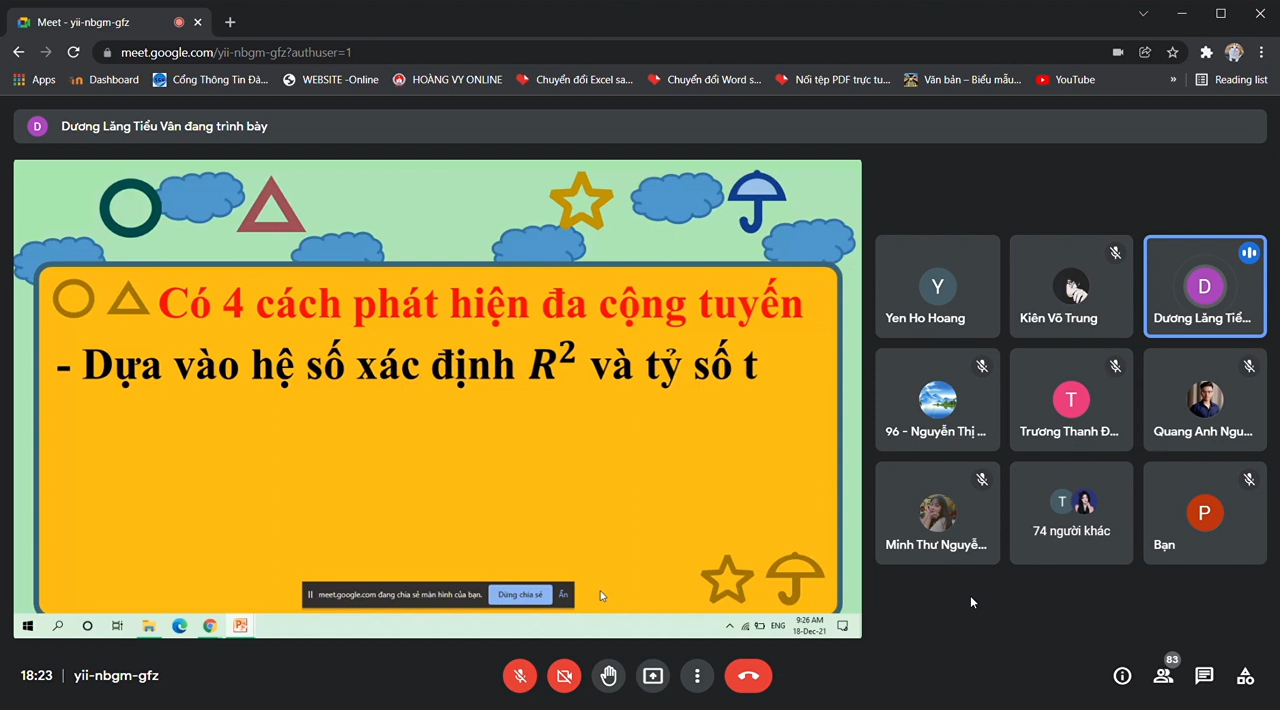 Meet - yii-nbgm-gfz
meet.google.com/yii-nbgm-gfz?authuser=1
Apps
Dashboard
Cổng Thông Tin Đà...
WEBSITE -Online
HOÀNG VY ONLINE
Chuyển đổi Excel sa...
Chuyển đổi Word s...
Nối tệp PDF trực tu...
Văn bản – Biểu mẫu...
YouTube
»
Reading list
D
Dương Lăng Tiểu Vân đang trình bày
Có 4 cách phát hiện đa cộng tuyến
- Dựa vào hệ số xác định R² và tỷ số t
meet.google.com đang chia sẻ màn hình của bạn.
Dừng chia sẻ
Ẩn
ENG
9:26 AM
18-Dec-21
Y
Yen Ho Hoang
Kiên Võ Trung
D
Dương Lăng Tiể...
96 - Nguyễn Thị ...
T
Trương Thanh Đ...
Quang Anh Ngu...
Minh Thư Nguyễ...
T
74 người khác
P
Bạn
18:23 | yii-nbgm-gfz
83